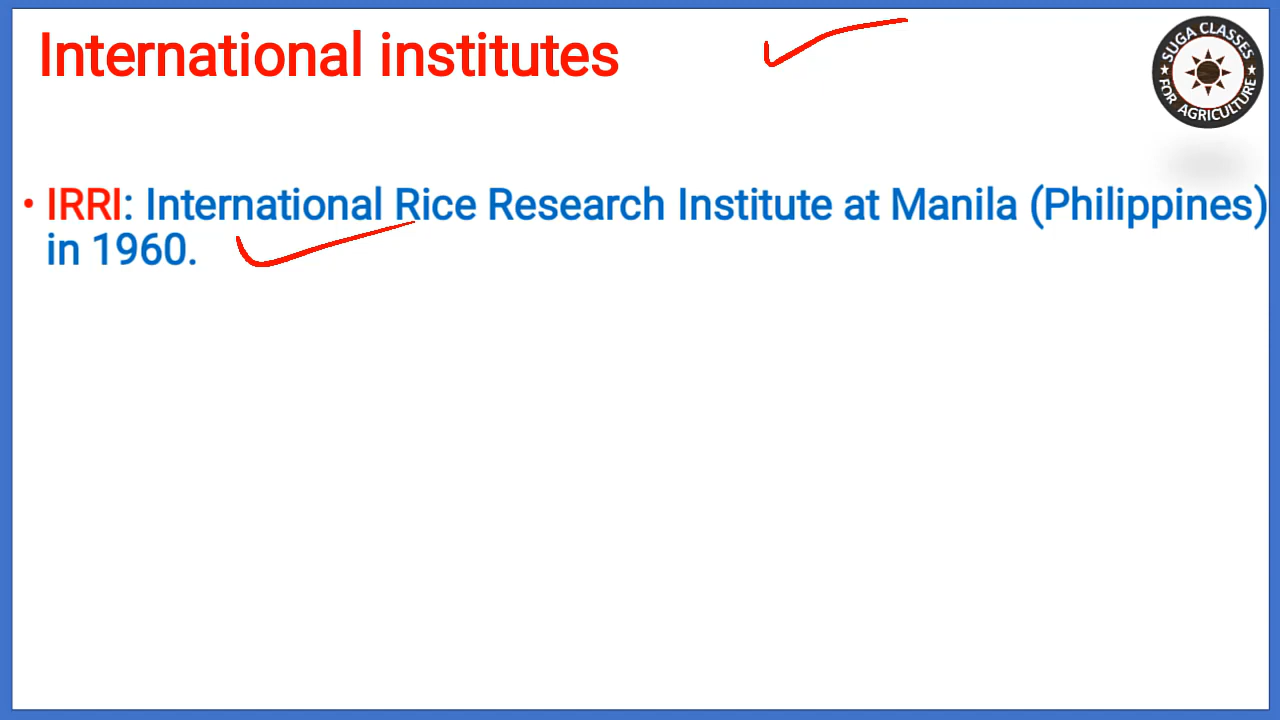 International institutes
SUGA CLASSES
FOR AGRICULTURE
• IRRI: International Rice Research Institute at Manila (Philippines)
in 1960.